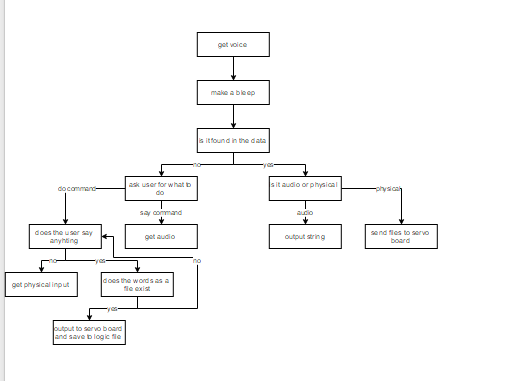 get voice
make a bleep
is it found in the data
no
yes
ask user for what to
do
is it audio or physical
do command
physical
say command
audio
does the user say
anyhting
get audio
output string
send files to servo
board
no
yes
no
get physical input
does the words as a
file exist
yes
output to servo board
and save to logic file